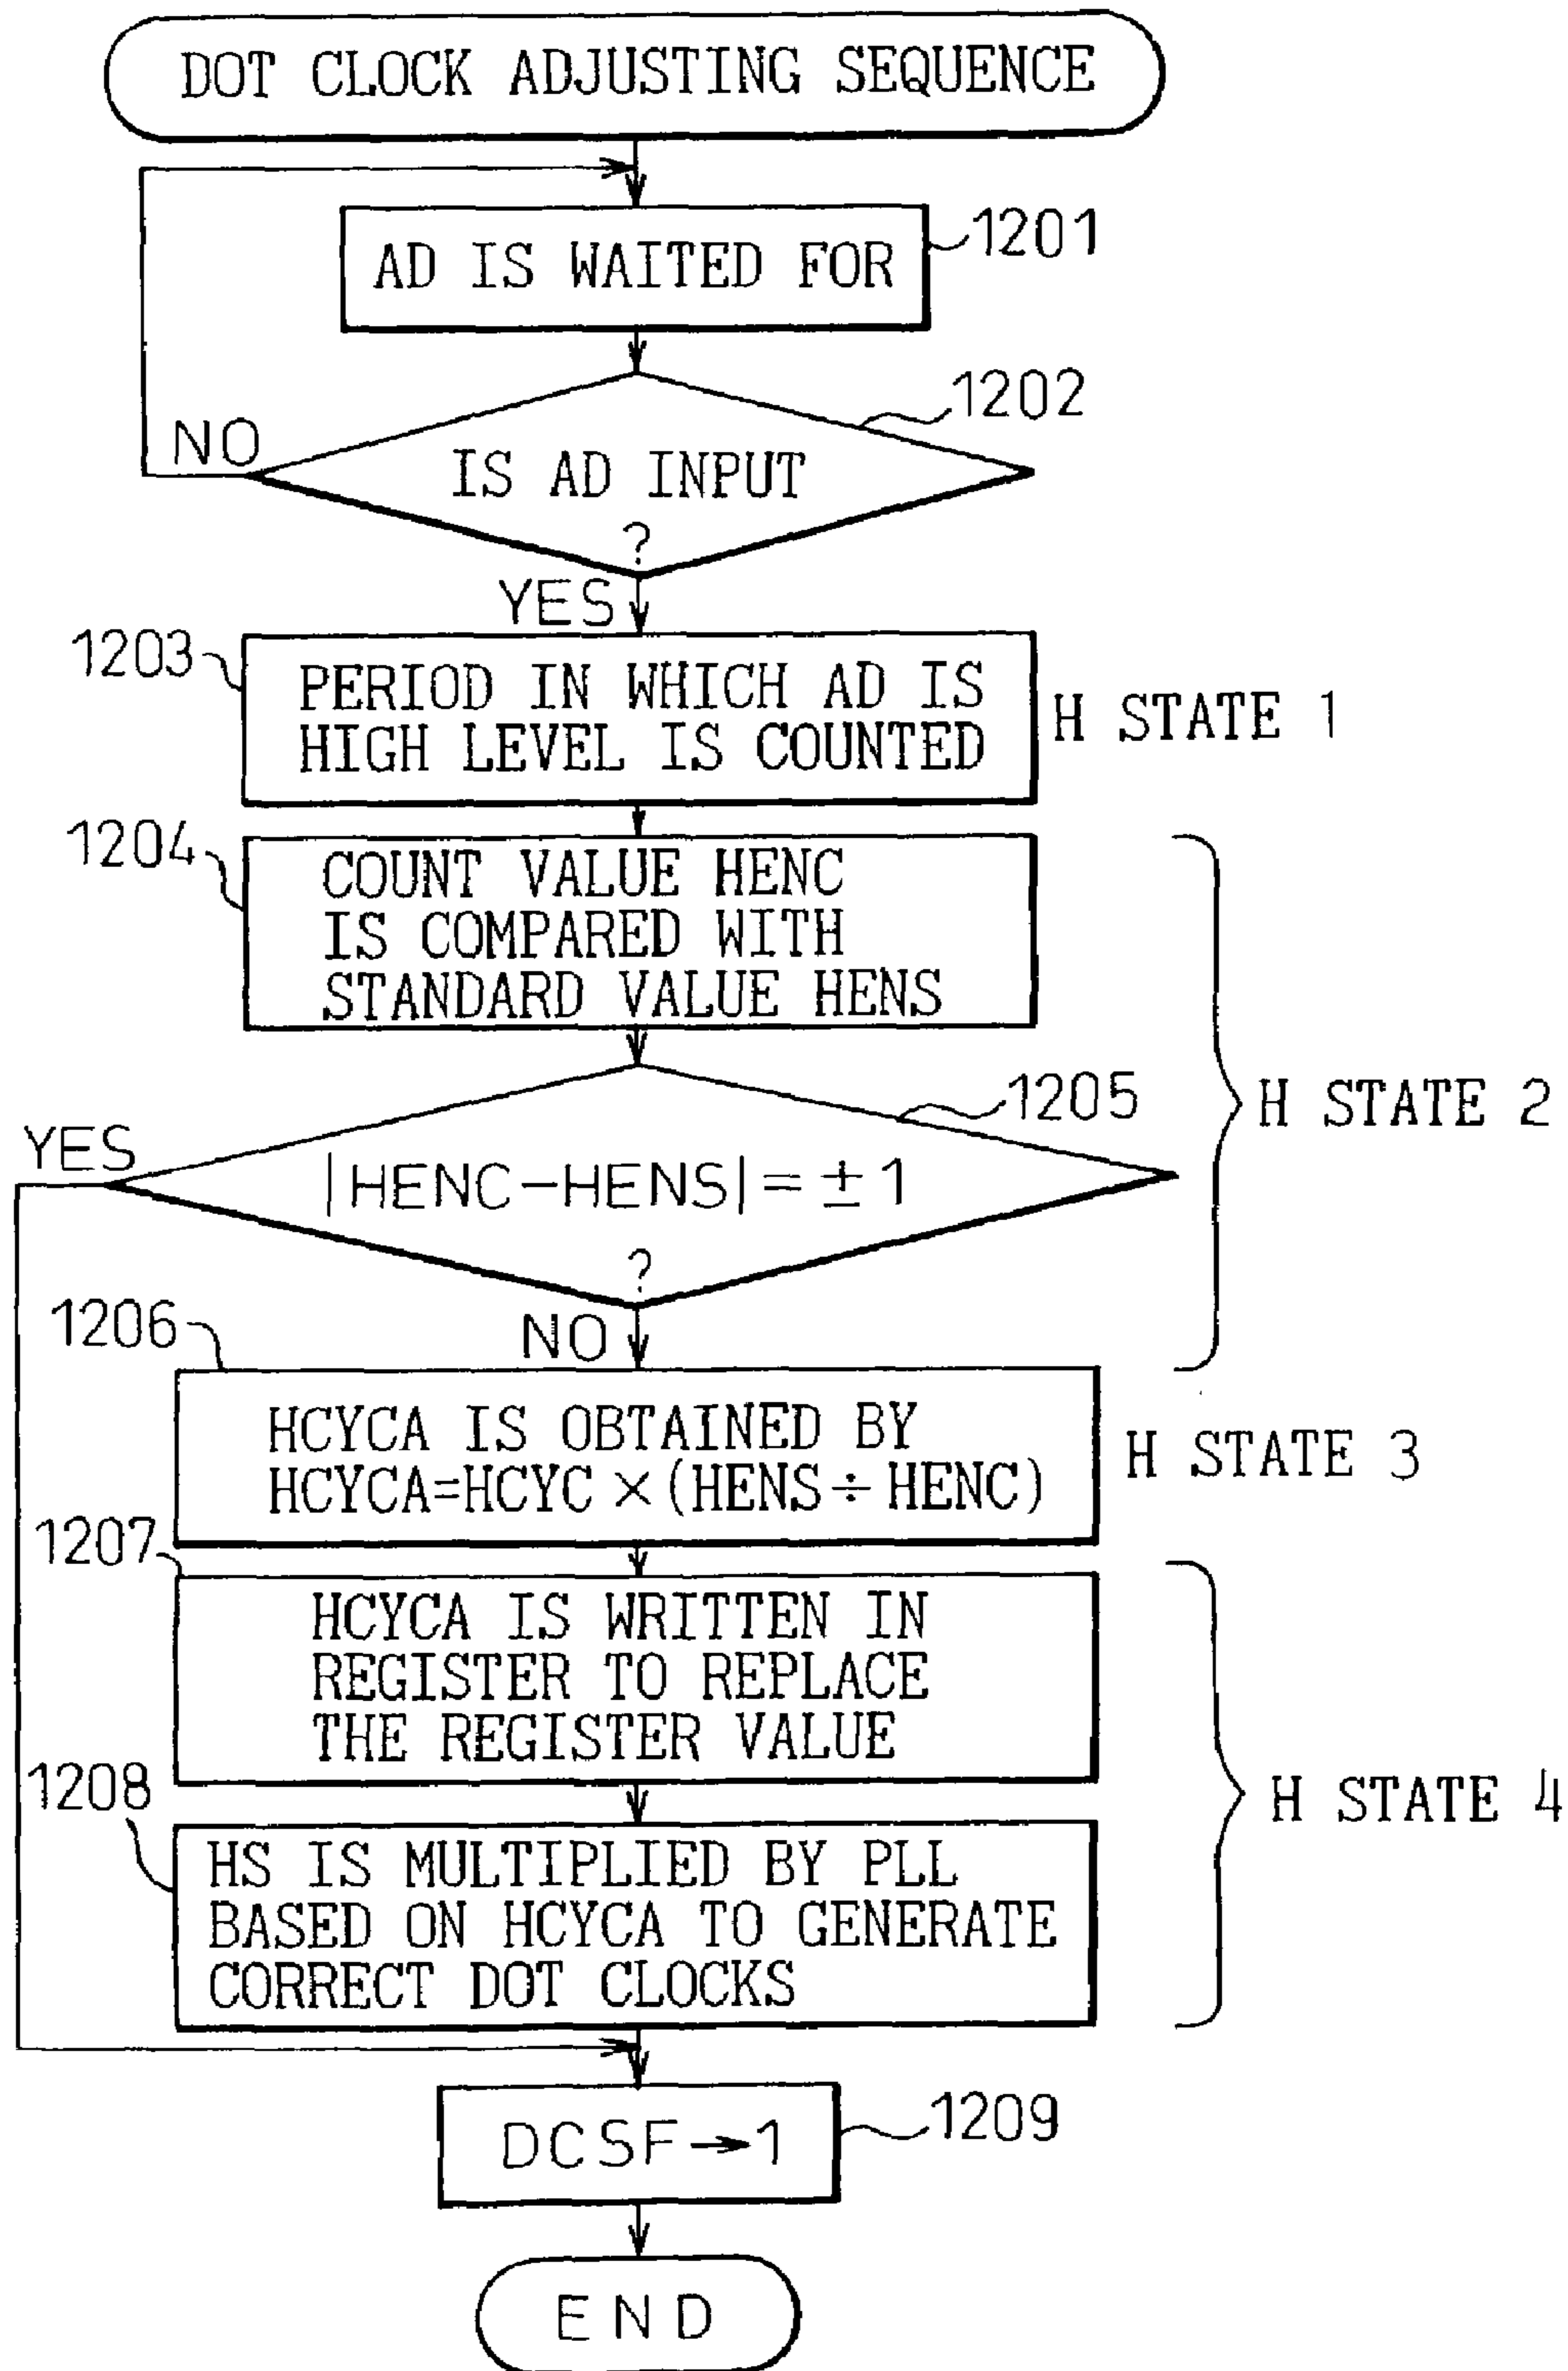 DOT CLOCK ADJUSTING SEQUENCE
1201
AD IS WAITED FOR
1202
NO
IS AD INPUT
?
YES
1203
PERIOD IN WHICH AD IS
HIGH LEVEL IS COUNTED
H STATE 1
1204
COUNT VALUE HENC
IS COMPARED WITH
STANDARD VALUE HENS
H STATE 2
1205
YES
|HENC-HENS|=±1
?
NO
1206
HCYCA IS OBTAINED BY
HCYCA=HCYC×(HENS÷HENC)
H STATE 3
1207
HCYCA IS WRITTEN IN
REGISTER TO REPLACE
THE REGISTER VALUE
H STATE 4
1208
HS IS MULTIPLIED BY PLL
BASED ON HCYCA TO GENERATE
CORRECT DOT CLOCKS
1209
DCSF→1
END